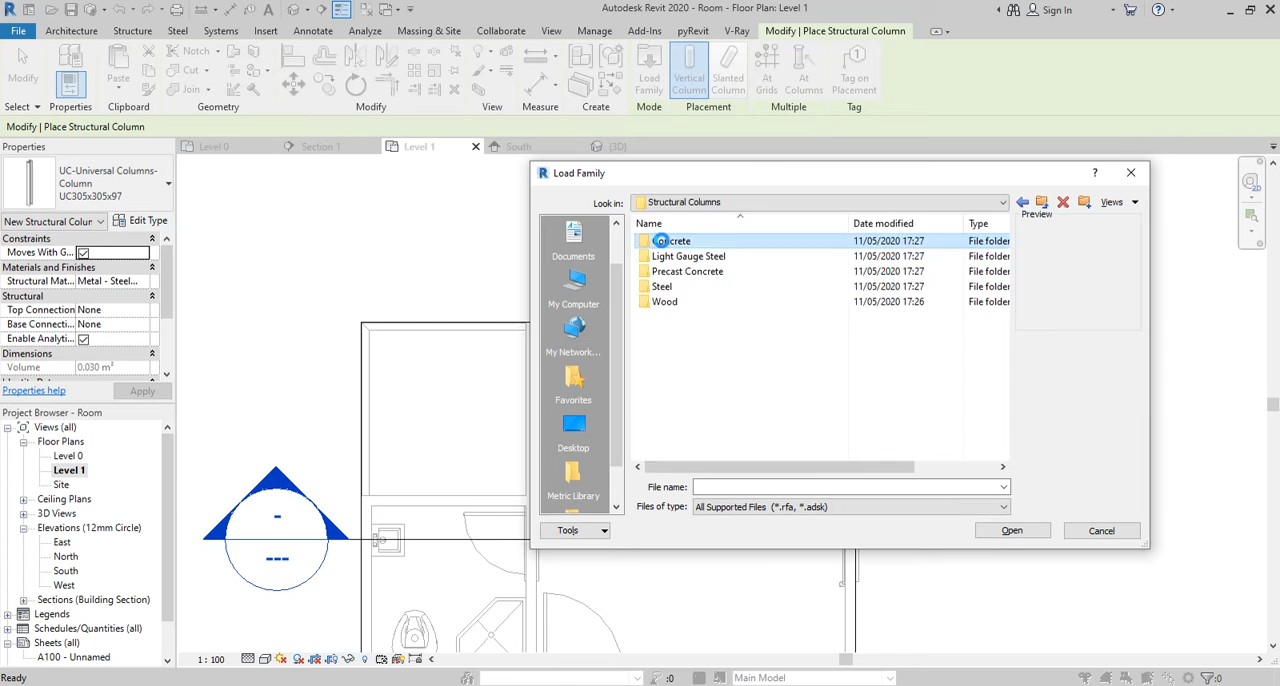 Autodesk Revit 2020 - Room - Floor Plan: Level 1
Sign In
File Architecture Structure Steel Systems Insert Annotate Analyze Massing & Site Collaborate View Manage Add-Ins pyRevit V-Ray Modify | Place Structural Column
Modify
Paste
Notch
Cut
Join
Load Family
Vertical Column
Slanted Column
At Grids
At Columns
Tag on Placement
Select Properties Clipboard Geometry Modify View Measure Create Mode Placement Multiple Tag
Modify | Place Structural Column
Properties
Level 0
Section 1
Level 1
South
{3D}
UC-Universal Columns-
Column
UC305x305x97
New Structural Colur
Edit Type
Constraints
Moves With G...
Materials and Finishes
Structural Mat... Metal - Steel...
Structural
Top Connection None
Base Connecti... None
Enable Analyti...
Dimensions
Volume 0.030 m³
Properties help
Apply
Project Browser - Room
Views (all)
Floor Plans
Level 0
Level 1
Site
Ceiling Plans
3D Views
Elevations (12mm Circle)
East
North
South
West
Sections (Building Section)
Legends
Schedules/Quantities (all)
Sheets (all)
A100 - Unnamed
Load Family
?
Look in: Structural Columns
Views
Name Date modified Type
Preview
Concrete 11/05/2020 17:27 File folder
Light Gauge Steel 11/05/2020 17:27 File folder
Precast Concrete 11/05/2020 17:27 File folder
Steel 11/05/2020 17:27 File folder
Wood 11/05/2020 17:26 File folder
Documents
My Computer
My Network...
Favorites
Desktop
Metric Library
File name:
Files of type: All Supported Files (*.rfa, *.adsk)
Tools
Open
Cancel
1 : 100
Ready
:0
Main Model
:0